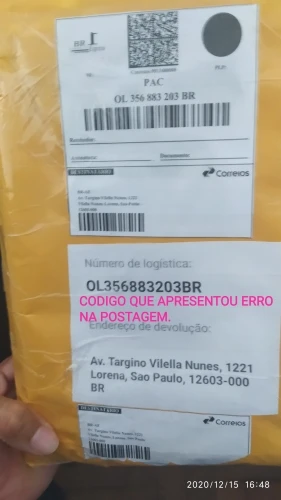 PAC
OL 356 883 203 BR
Documento:
DESTINATÁRIO
Correios
Número de logística:
OL356883203BR
CODIGO QUE APRESENTOU ERRO
NA POSTAGEM.
Endereço de devolução:
Av. Targino Vilella Nunes, 1221
Lorena, Sao Paulo, 12603-000
BR
DESTINATÁRIO
Correios
2020/12/15 16:48